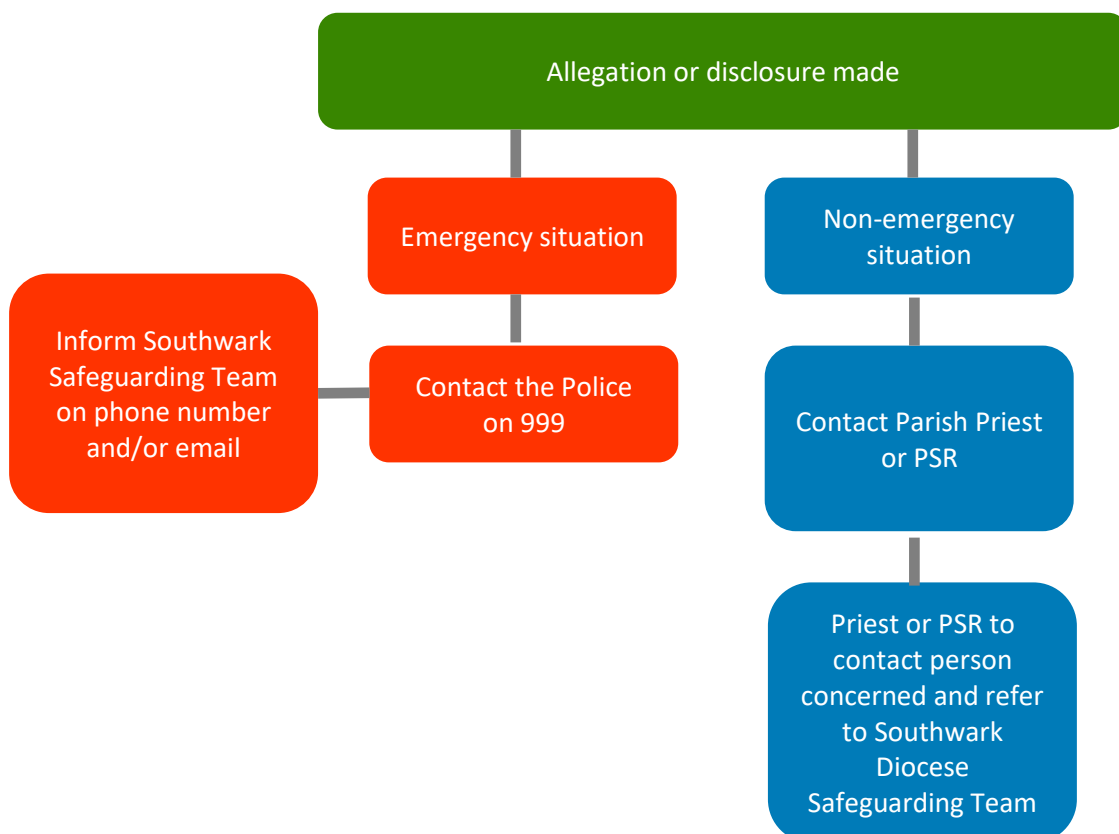 Allegation or disclosure made
Emergency situation
Non-emergency
situation
Inform Southwark
Safeguarding Team
on phone number
and/or email
Contact the Police
on 999
Contact Parish Priest
or PSR
Priest or PSR to
contact person
concerned and refer
to Southwark
Diocese
Safeguarding Team